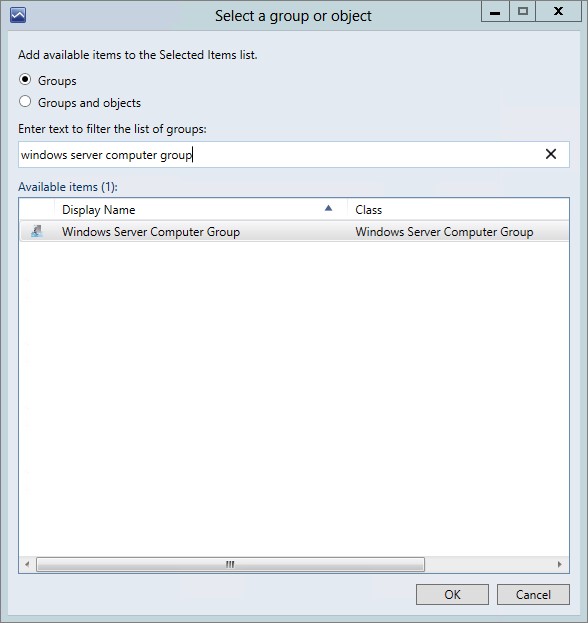 Select a group or object
Add available items to the Selected Items list.
Groups
Groups and objects
Enter text to filter the list of groups:
windows server computer group
Available items (1):
Display Name Class
Windows Server Computer Group Windows Server Computer Group
OK Cancel